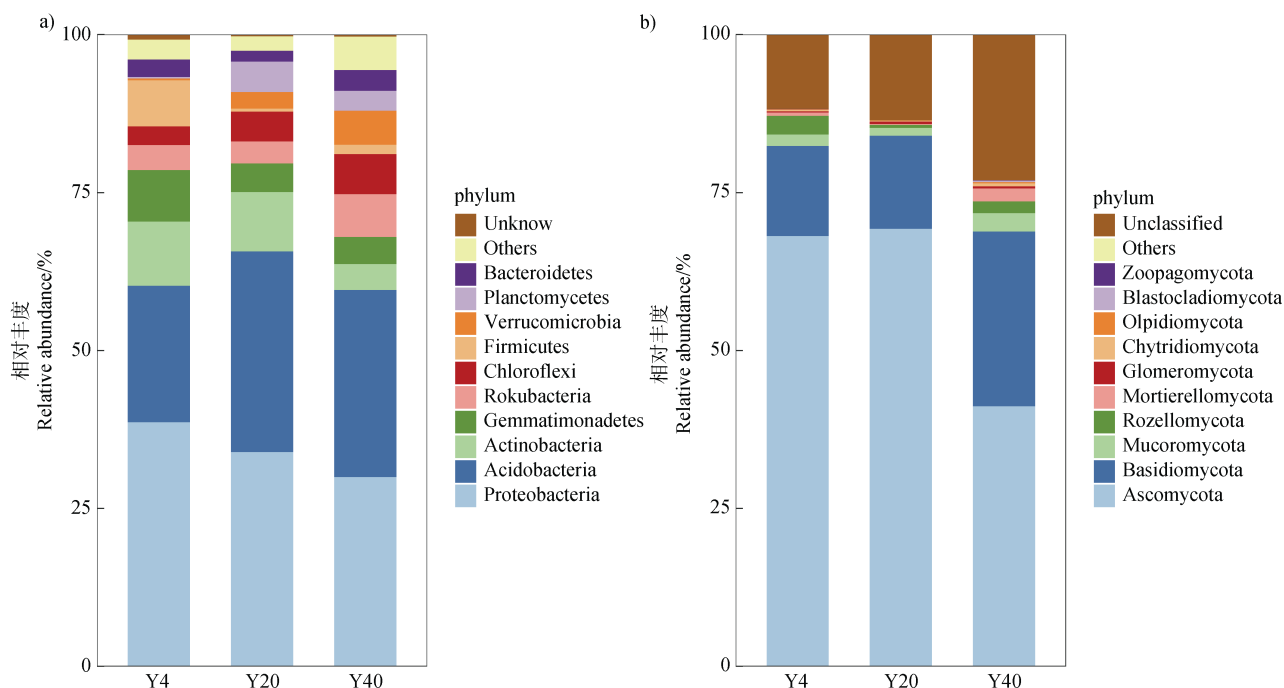 a)
相对丰度
Relative abundance/%
100
75
50
25
0
Y4
Y20
Y40
phylum
Unknow
Others
Bacteroidetes
Planctomycetes
Verrucomicrobia
Firmicutes
Chloroflexi
Rokubacteria
Gemmatimonadetes
Actinobacteria
Acidobacteria
Proteobacteria
b)
相对丰度
Relative abundance/%
100
75
50
25
0
Y4
Y20
Y40
phylum
Unclassified
Others
Zoopagomycota
Blastocladiomycota
Olpidiomycota
Chytridiomycota
Glomeromycota
Mortierellomycota
Rozellomycota
Mucoromycota
Basidiomycota
Ascomycota